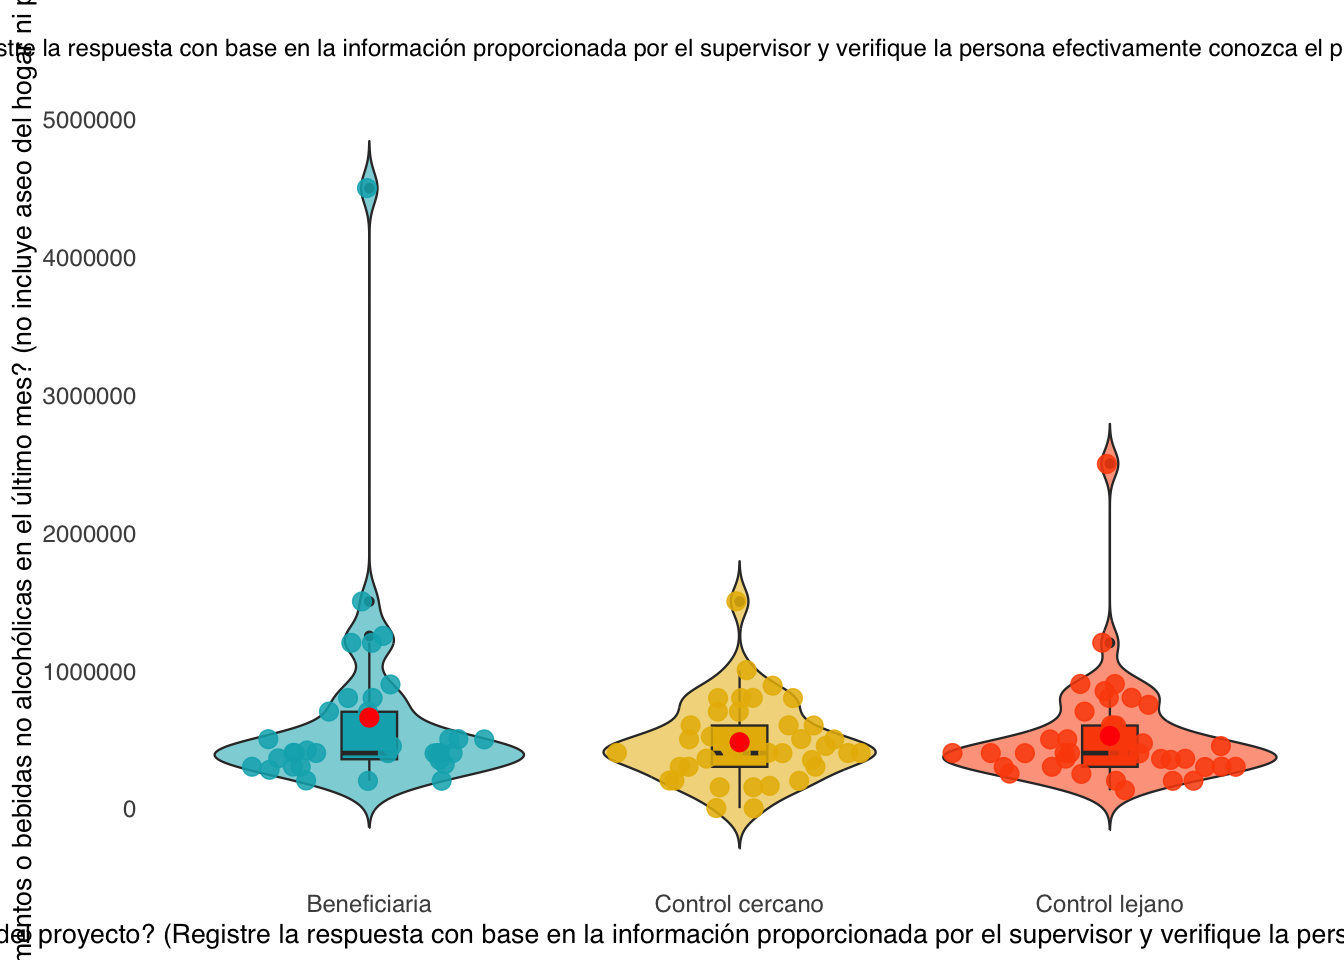 la respuesta con base en la información proporcionada por el supervisor y verifique la persona efectivamente conozca el
o bebidas no alcohólicas en el último mes? (no incluye aseo del hogar ni
5000000
4000000
3000000
2000000
1000000
0
Beneficiaria
Control cercano
Control lejano
del proyecto? (Registre la respuesta con base en la información proporcionada por el supervisor y verifique la